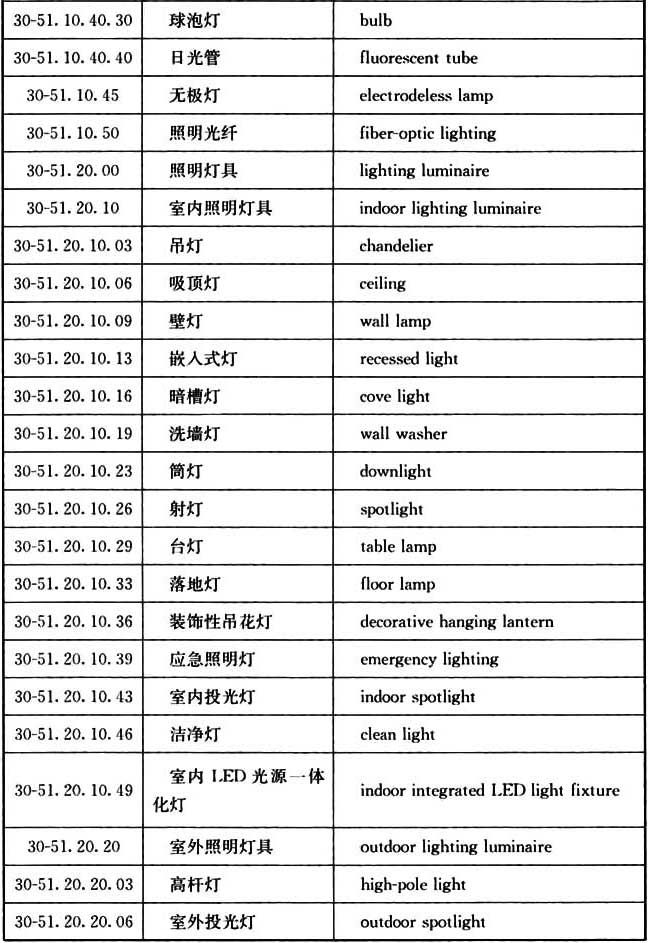 30-51. 10. 40. 30 球泡灯 bulb
30-51. 10. 40. 40 日光管 fluorescent tube
30-51. 10. 45 无极灯 electrodeless lamp
30-51. 10. 50 照明光纤 fiber-optic lighting
30-51. 20. 00 照明灯具 lighting luminaire
30-51. 20. 10 室内照明灯具 indoor lighting luminaire
30-51. 20. 10. 03 吊灯 chandelier
30-51. 20. 10. 06 吸顶灯 ceiling
30-51. 20. 10. 09 壁灯 wall lamp
30-51. 20. 10. 13 嵌入式灯 recessed light
30-51. 20. 10. 16 暗槽灯 cove light
30-51. 20. 10. 19 洗墙灯 wall washer
30-51. 20. 10. 23 筒灯 downlight
30-51. 20. 10. 26 射灯 spotlight
30-51. 20. 10. 29 台灯 table lamp
30-51. 20. 10. 33 落地灯 floor lamp
30-51. 20. 10. 36 装饰性吊花灯 decorative hanging lantern
30-51. 20. 10. 39 应急照明灯 emergency lighting
30-51. 20. 10. 43 室内投光灯 indoor spotlight
30-51. 20. 10. 46 洁净灯 clean light
30-51. 20. 10. 49 室内 LED 光源一体
化灯 indoor integrated LED light fixture
30-51. 20. 20 室外照明灯具 outdoor lighting luminaire
30-51. 20. 20. 03 高杆灯 high-pole light
30-51. 20. 20. 06 室外投光灯 outdoor spotlight